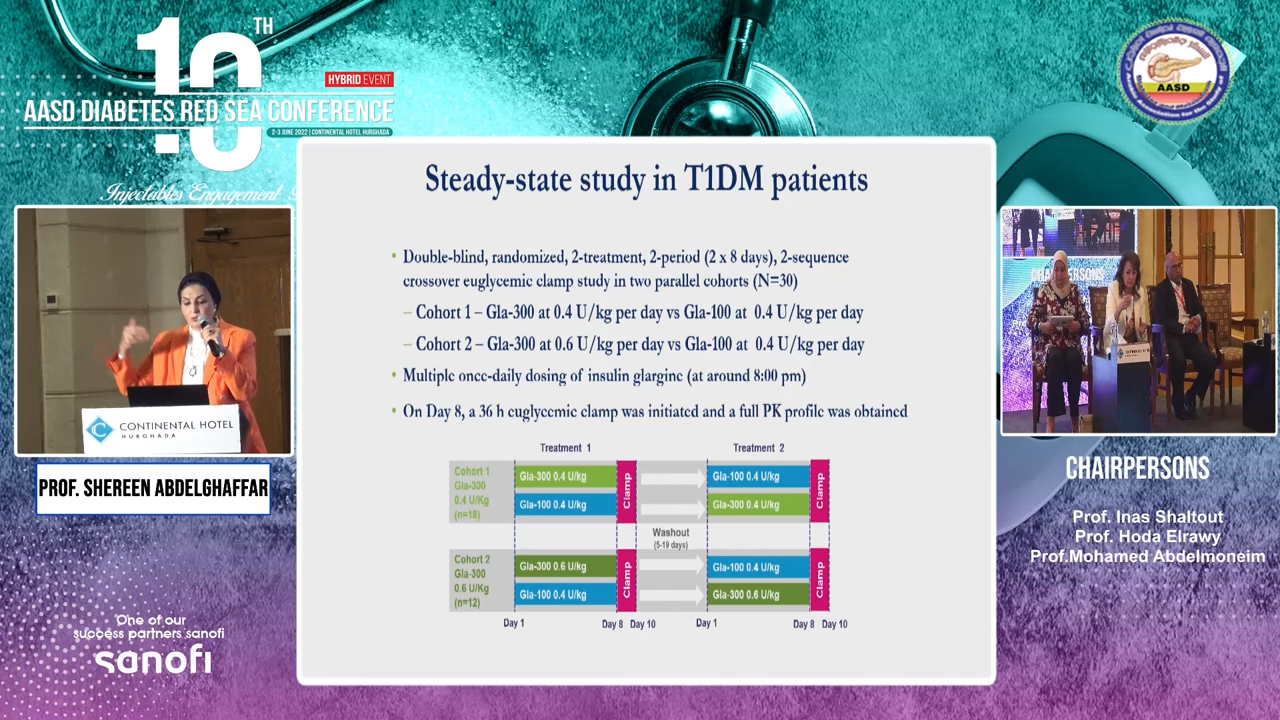 10TH
HYBRID EVENT
AASD DIABETES RED SEA CONFERENCE
2-3 JUNE 2022 | CONTINENTAL HOTEL HURGHADA
Injectables Engagement
AASD
Steady-state study in T1DM patients
• Double-blind, randomized, 2-treatment, 2-period (2 x 8 days), 2-sequence
crossover euglycemic clamp study in two parallel cohorts (N=30)
– Cohort 1 – Gla-300 at 0.4 U/kg per day vs Gla-100 at 0.4 U/kg per day
– Cohort 2 – Gla-300 at 0.6 U/kg per day vs Gla-100 at 0.4 U/kg per day
• Multiple once-daily dosing of insulin glargine (at around 8:00 pm)
• On Day 8, a 36 h euglycemic clamp was initiated and a full PK profile was obtained
Treatment 1
Treatment 2
Cohort 1
Gla-300
0.4 U/Kg
(n=18)
Gla-300 0.4 U/kg
Gla-100 0.4 U/kg
Clamp
Gla-100 0.4 U/kg
Gla-300 0.4 U/kg
Clamp
Washout
(5-19 days)
Cohort 2
Gla-300
0.6 U/Kg
(n=12)
Gla-300 0.6 U/kg
Gla-100 0.4 U/kg
Clamp
Gla-100 0.4 U/kg
Gla-300 0.6 U/kg
Clamp
Day 1
Day 8
Day 10
Day 1
Day 8
Day 10
CONTINENTAL HOTEL
HURGHADA
PROF. SHEREEN ABDELGHAFFAR
One of our
success partners sanofi
sanofi
CHAIRPERSONS
Prof. Inas Shaltout
Prof. Hoda Elrawy
Prof.Mohamed Abdelmoneim